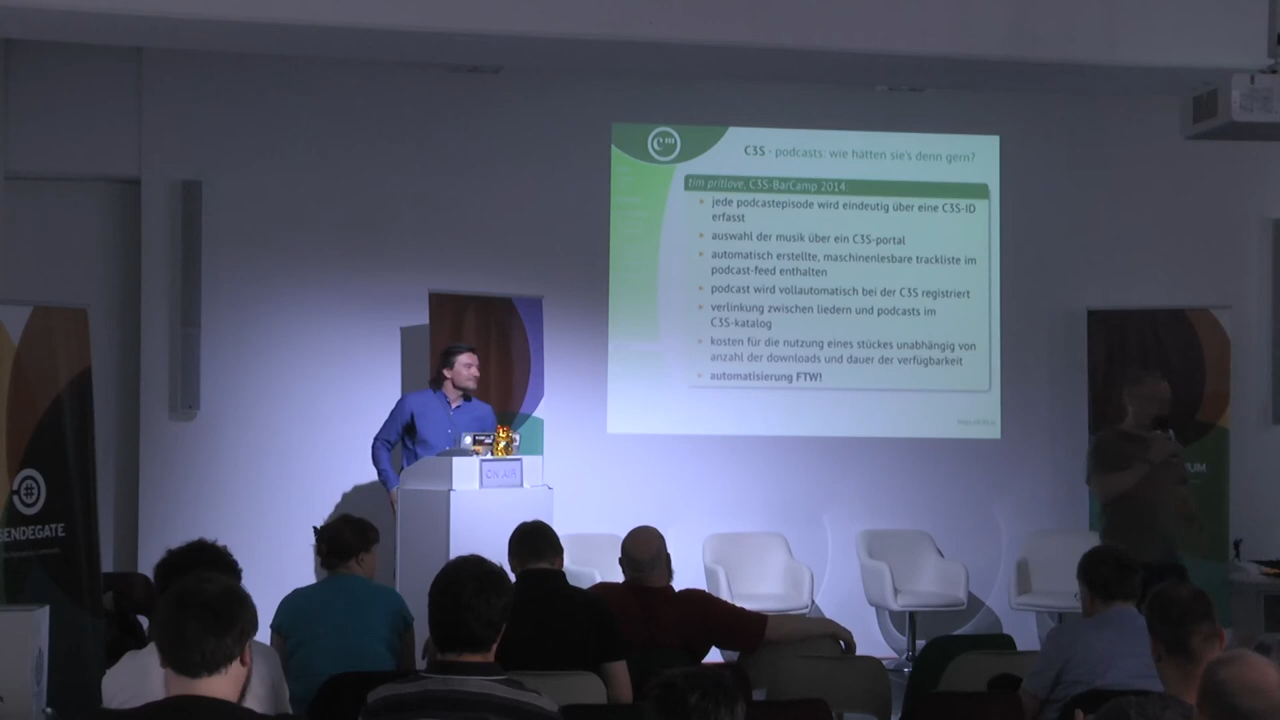 C3S - podcasts: wie hätten sie's denn gern?
tim pritlove, C3S-BarCamp 2014:
jede podcastepisode wird eindeutig über eine C3S-ID
erfasst
auswahl der musik über ein C3S-portal
automatisch erstellte, maschinenlesbare trackliste im
podcast-feed enthalten
podcast wird vollautomatisch bei der C3S registriert
verlinkung zwischen liedern und podcasts im
C3S-katalog
kosten für die nutzung eines stückes unabhängig von
anzahl der downloads und dauer der verfügbarkeit
automatisierung FTW!
ON AIR
#
SENDEGATE